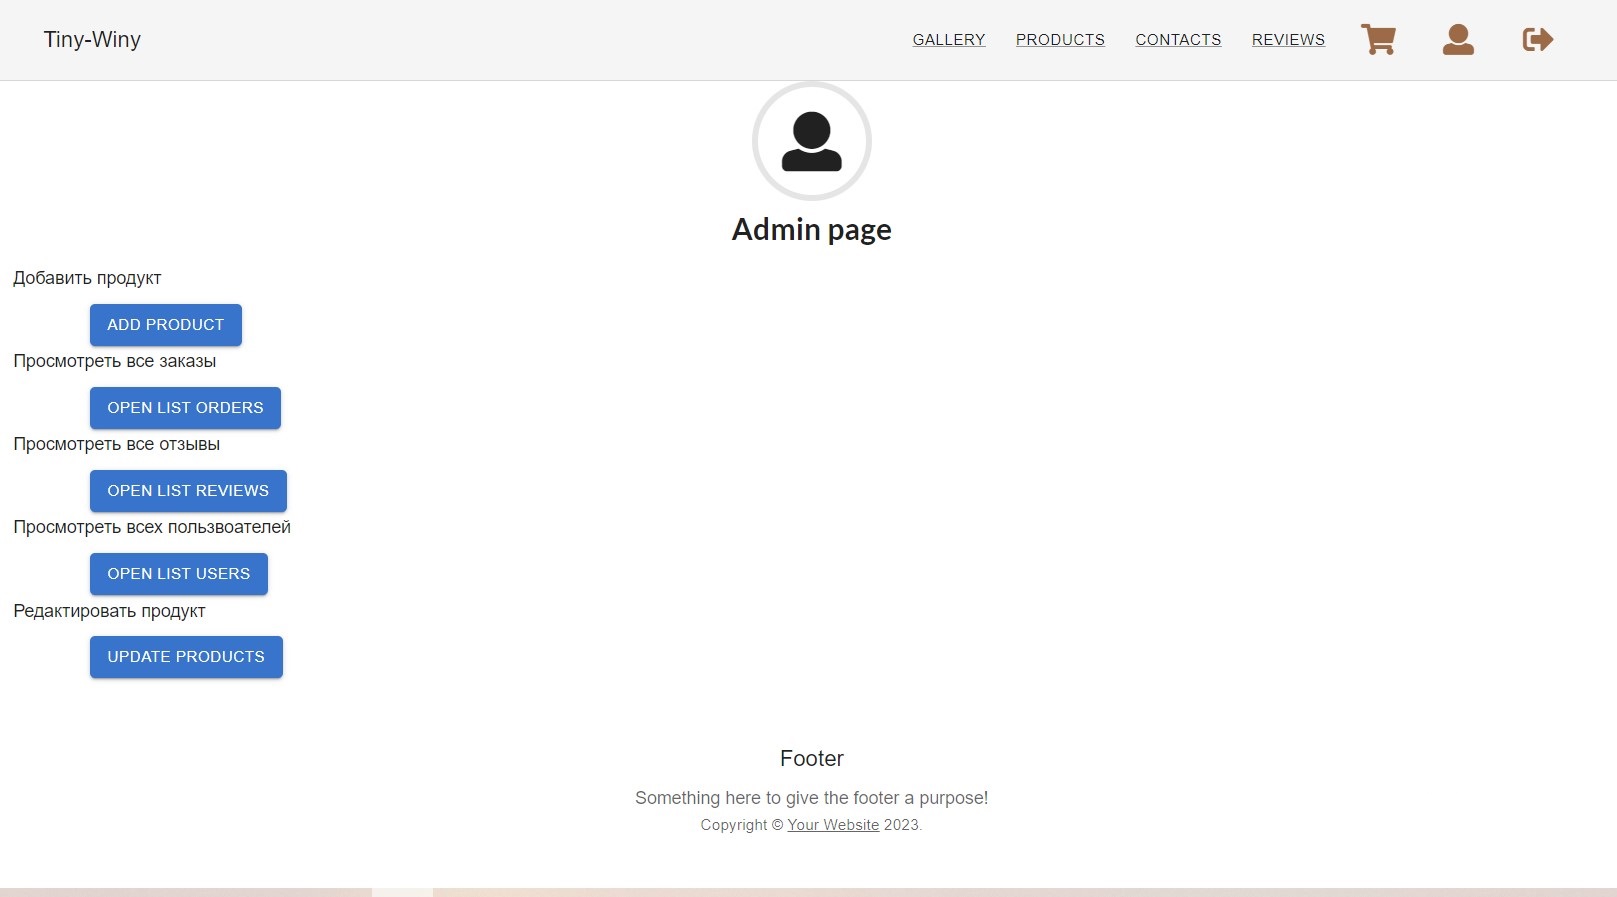 Tiny-Winy GALLERY PRODUCTS CONTACTS REVIEWS
Admin page
Добавить продукт
ADD PRODUCT
Просмотреть все заказы
OPEN LIST ORDERS
Просмотреть все отзывы
OPEN LIST REVIEWS
Просмотреть всех пользвоателей
OPEN LIST USERS
Редактировать продукт
UPDATE PRODUCTS
Footer
Something here to give the footer a purpose!
Copyright © Your Website 2023.